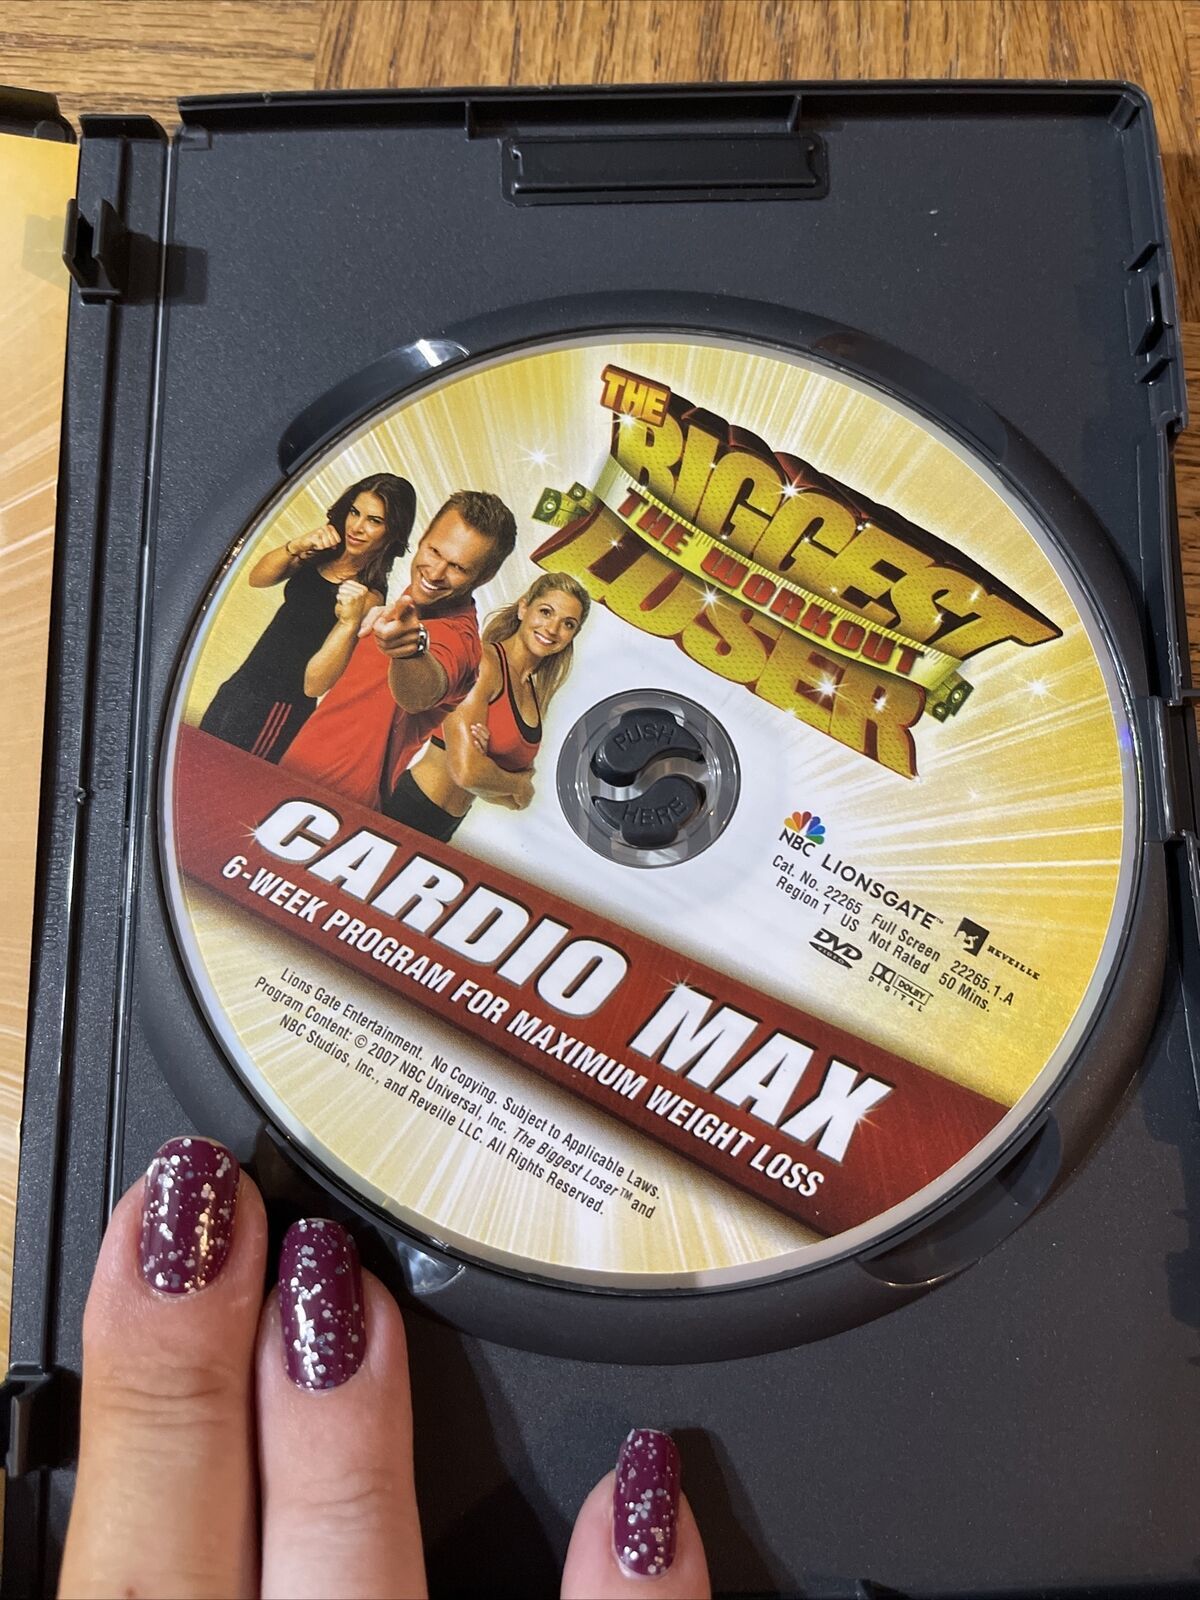 THE
BIGGEST
THE WORKOUT
LOSER
PUSH
HERE
NBC LIONSGATE™ REVEILLE
Cat. No. 22265 Full Screen 22265.1.A
Region 1 US Not Rated 50 Mins.
DVD
VIDEO
DOLBY
DIGITAL
CARDIO MAX
6-WEEK PROGRAM FOR MAXIMUM WEIGHT LOSS
Lions Gate Entertainment. No Copying. Subject to Applicable Laws.
Program Content: © 2007 NBC Universal, Inc. The Biggest Loser™ and
NBC Studios, Inc., and Reveille LLC. All Rights Reserved.